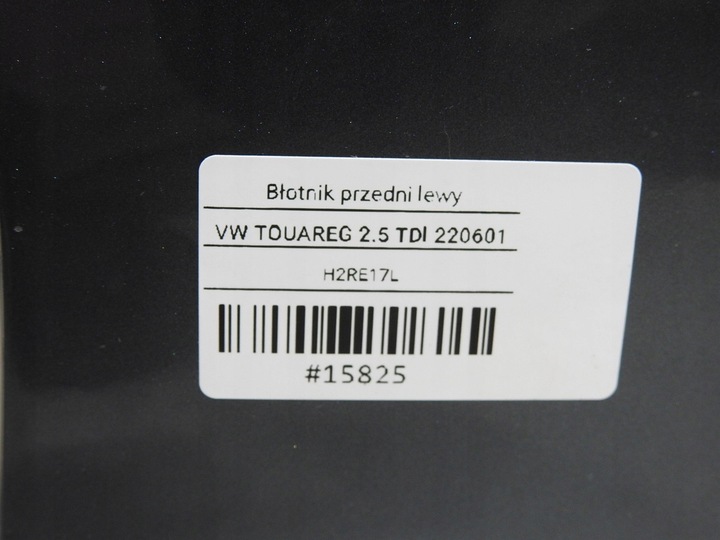 Błotnik przedni lewy
VW TOUAREG 2.5 TDI 220601
H2RE17L
#15825